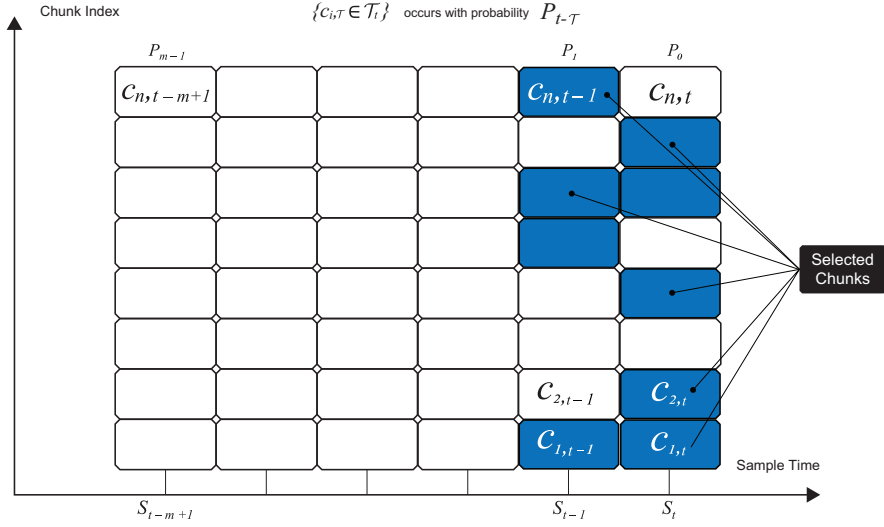 Chunk Index
{c_{i,τ} ∈ 𝒯_t} occurs with probability P_{t-τ}
P_{m-1} P_1 P_0
c_{n,t-m+1} c_{n,t-1} c_{n,t}
Selected
Chunks
c_{2,t-1} c_{2,t}
c_{1,t-1} c_{1,t}
Sample Time
S_{t-m+1} S_{t-1} S_t